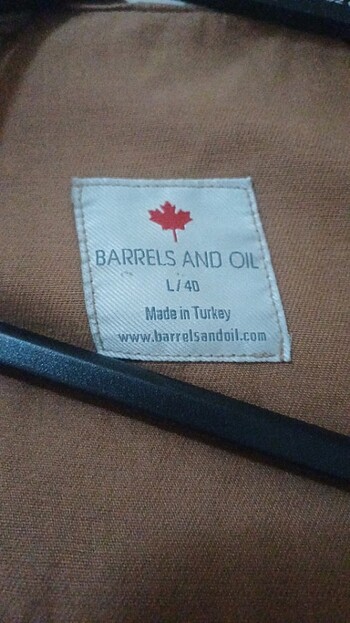 BARRELS AND OIL
L/40
Made in Turkey
www.barrelsandoil.com